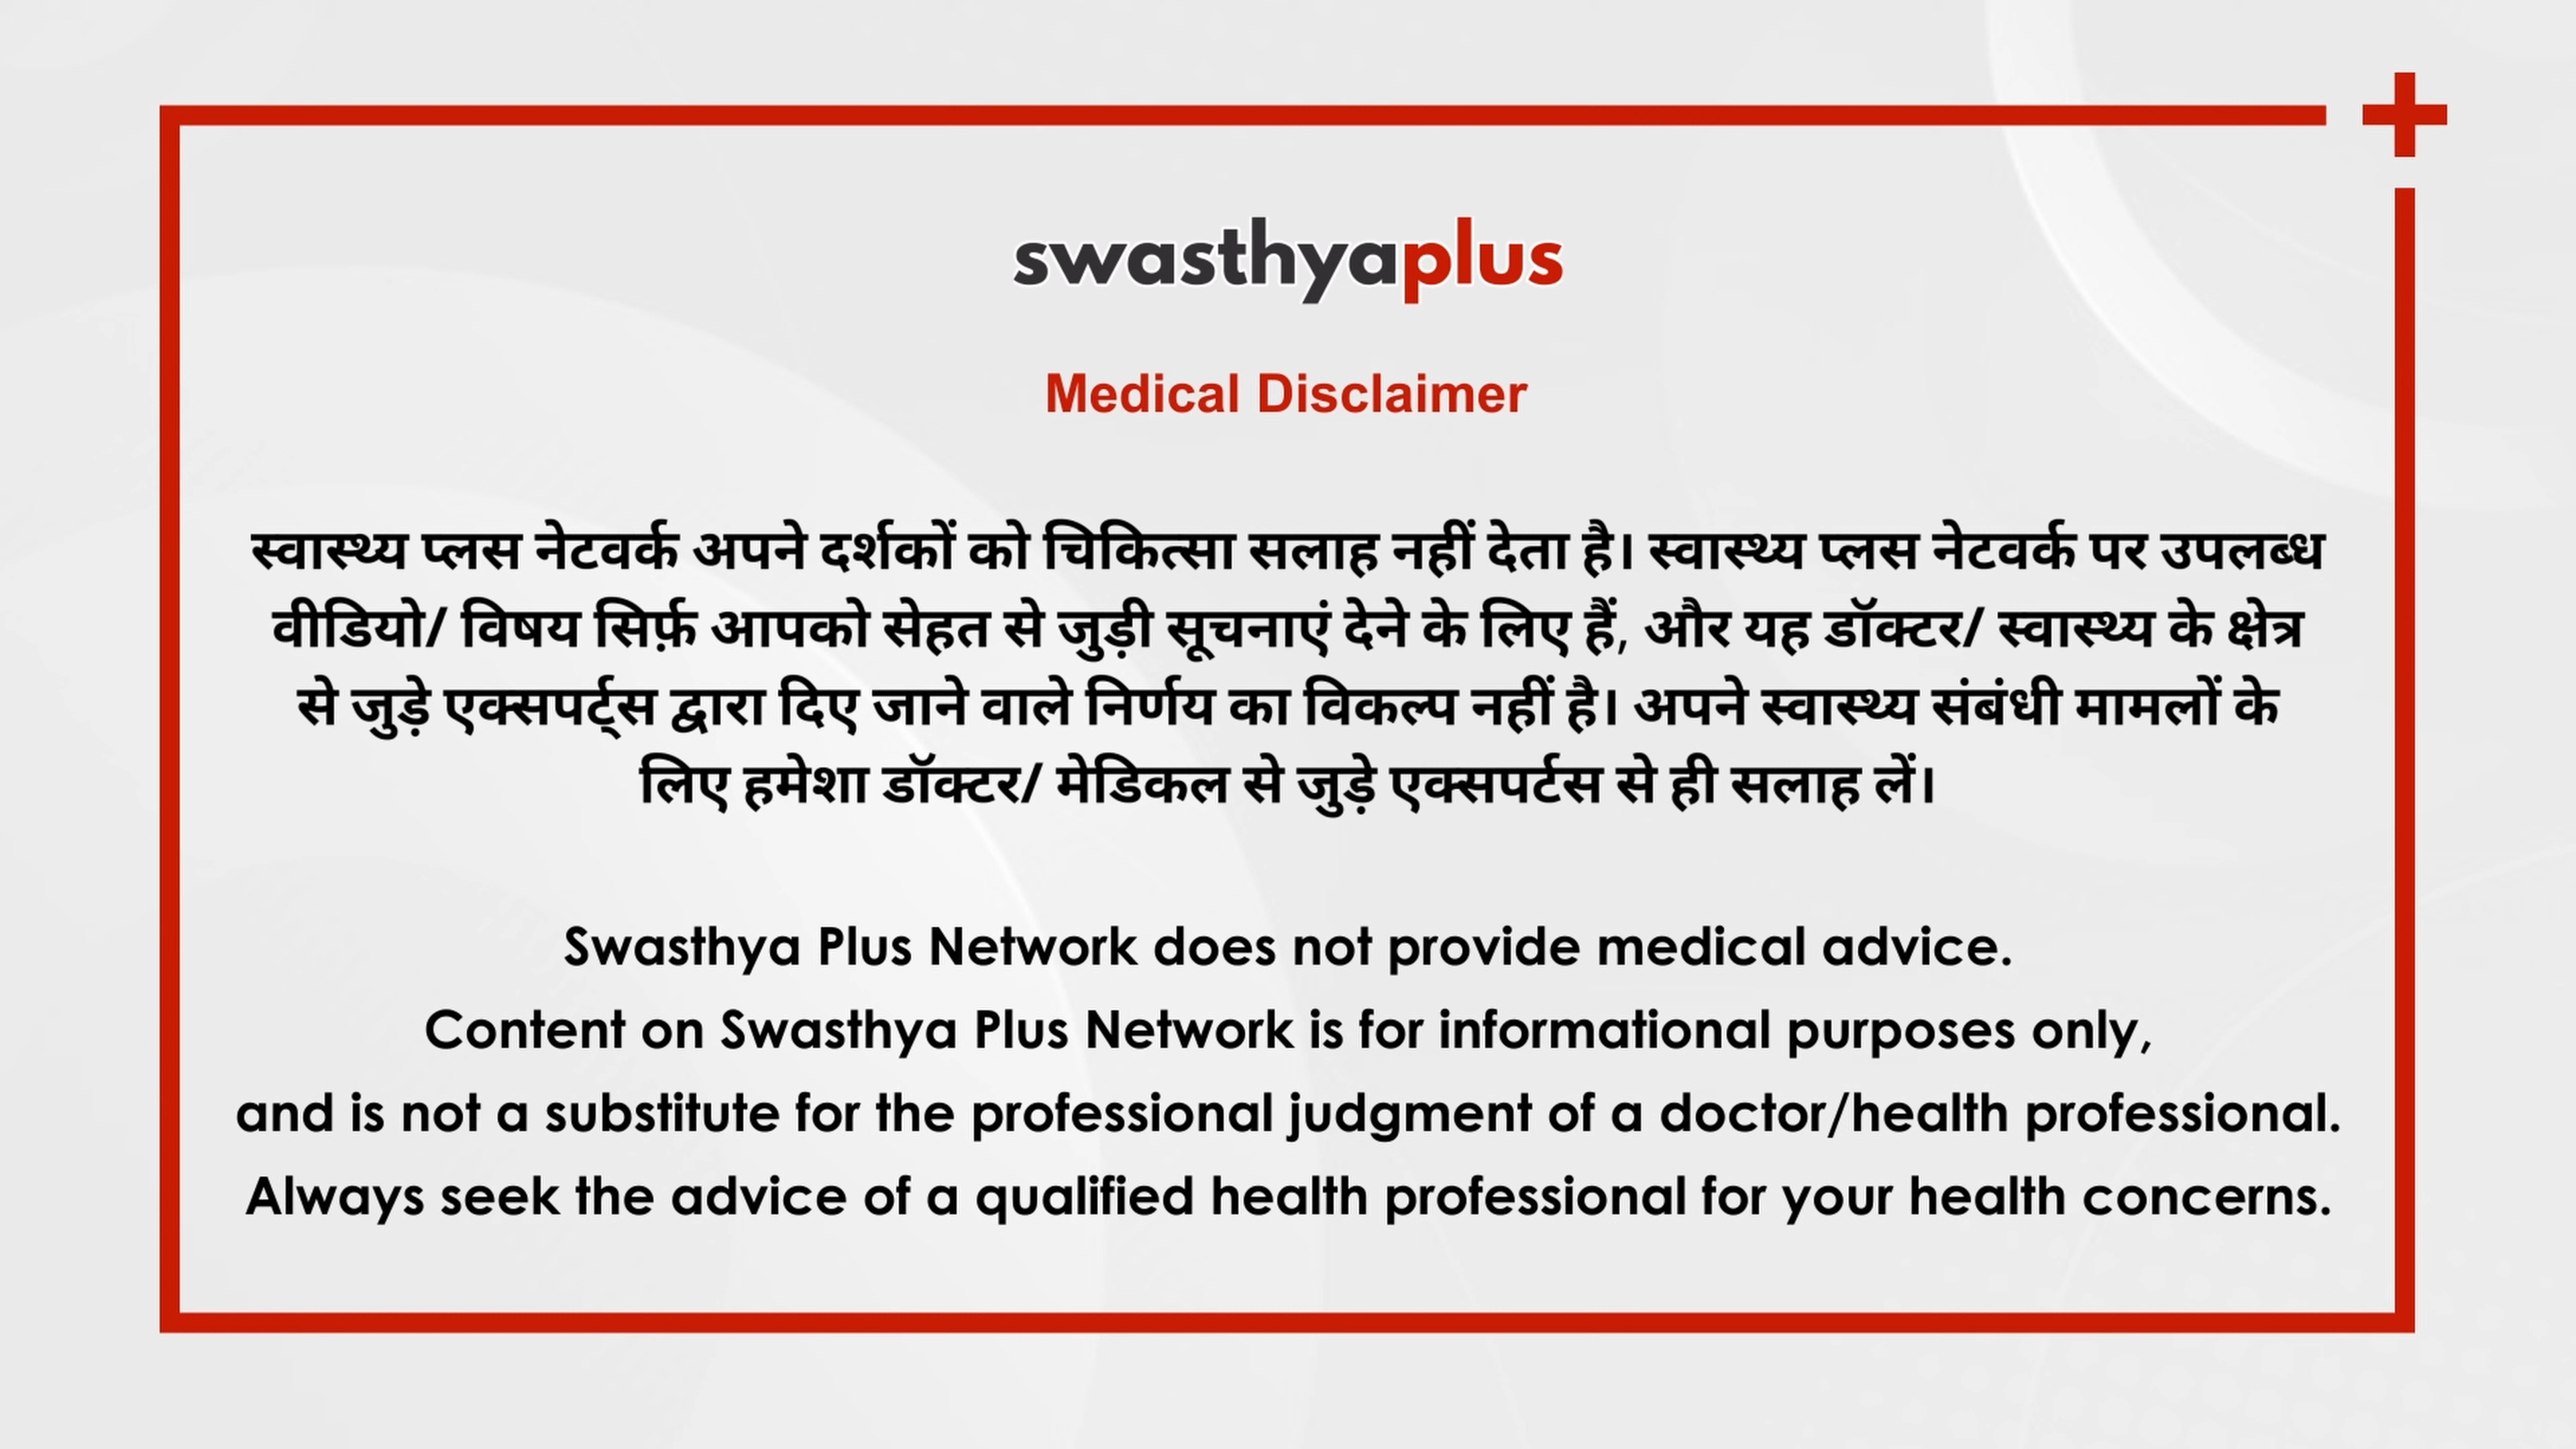 swasthyaplus
Medical Disclaimer
स्वास्थ्य प्लस नेटवर्क अपने दर्शकों को चिकित्सा सलाह नहीं देता है। स्वास्थ्य प्लस नेटवर्क पर उपलब्ध
वीडियो/ विषय सिर्फ़ आपको सेहत से जुड़ी सूचनाएं देने के लिए हैं, और यह डॉक्टर/ स्वास्थ्य के क्षेत्र
से जुड़े एक्सपर्ट्स द्वारा दिए जाने वाले निर्णय का विकल्प नहीं है। अपने स्वास्थ्य संबंधी मामलों के
लिए हमेशा डॉक्टर/ मेडिकल से जुड़े एक्सपर्टस से ही सलाह लें।
Swasthya Plus Network does not provide medical advice.
Content on Swasthya Plus Network is for informational purposes only,
and is not a substitute for the professional judgment of a doctor/health professional.
Always seek the advice of a qualified health professional for your health concerns.